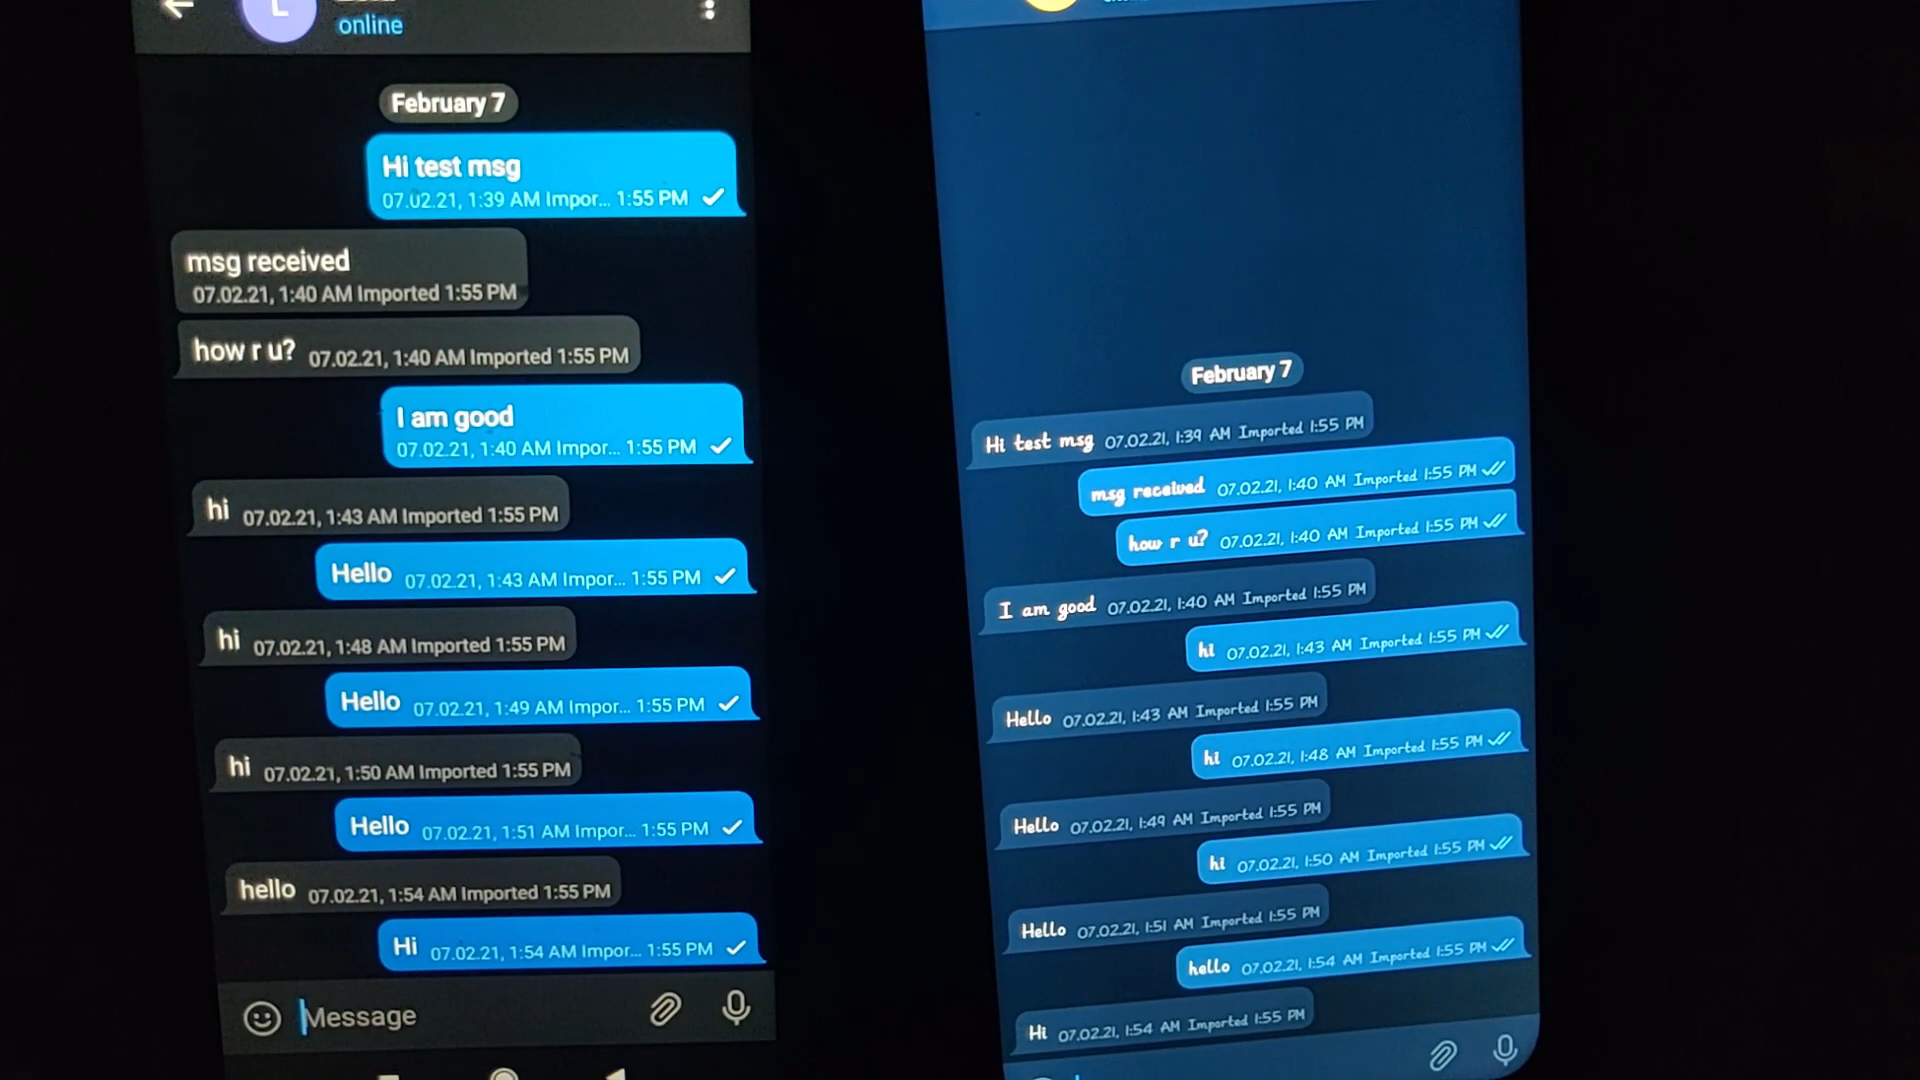 L
online
February 7
Hi test msg
07.02.21, 1:39 AM Impor... 1:55 PM
msg received
07.02.21, 1:40 AM Imported 1:55 PM
how r u? 07.02.21, 1:40 AM Imported 1:55 PM
I am good
07.02.21, 1:40 AM Impor... 1:55 PM
hi 07.02.21, 1:43 AM Imported 1:55 PM
Hello 07.02.21, 1:43 AM Impor... 1:55 PM
hi 07.02.21, 1:48 AM Imported 1:55 PM
Hello 07.02.21, 1:49 AM Impor... 1:55 PM
hi 07.02.21, 1:50 AM Imported 1:55 PM
Hello 07.02.21, 1:51 AM Impor... 1:55 PM
hello 07.02.21, 1:54 AM Imported 1:55 PM
Hi 07.02.21, 1:54 AM Impor... 1:55 PM
Message
February 7
Hi test msg 07.02.21, 1:39 AM Imported 1:55 PM
msg received 07.02.21, 1:40 AM Imported 1:55 PM
how r u? 07.02.21, 1:40 AM Imported 1:55 PM
I am good 07.02.21, 1:40 AM Imported 1:55 PM
hi 07.02.21, 1:43 AM Imported 1:55 PM
Hello 07.02.21, 1:43 AM Imported 1:55 PM
hi 07.02.21, 1:48 AM Imported 1:55 PM
Hello 07.02.21, 1:49 AM Imported 1:55 PM
hi 07.02.21, 1:50 AM Imported 1:55 PM
Hello 07.02.21, 1:51 AM Imported 1:55 PM
hello 07.02.21, 1:54 AM Imported 1:55 PM
Hi 07.02.21, 1:54 AM Imported 1:55 PM